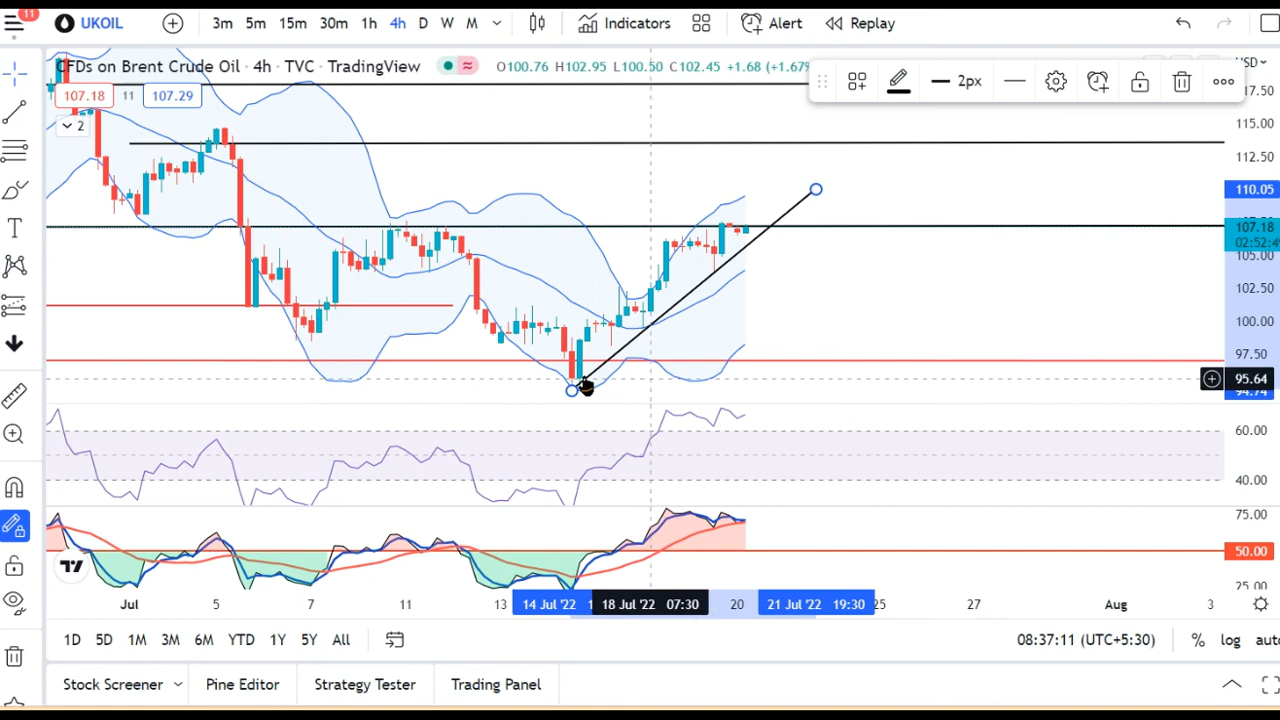 11
UKOIL
3m 5m 15m 30m 1h 4h D W M
Indicators
Alert
Replay
CFDs on Brent Crude Oil · 4h · TVC · TradingView
O100.76 H102.95 L100.50 C102.45 +1.68
107.18 11 107.29
2
2px
115.00
112.50
110.05
107.18
105.00
102.50
100.00
97.50
95.64
60.00
40.00
75.00
50.00
25.00
Jul 5 7 11 13 14 Jul '22 18 Jul '22 07:30 20 21 Jul '22 19:30 25 27 Aug 3
1D 5D 1M 3M 6M YTD 1Y 5Y All
08:37:11 (UTC+5:30) % log
Stock Screener Pine Editor Strategy Tester Trading Panel